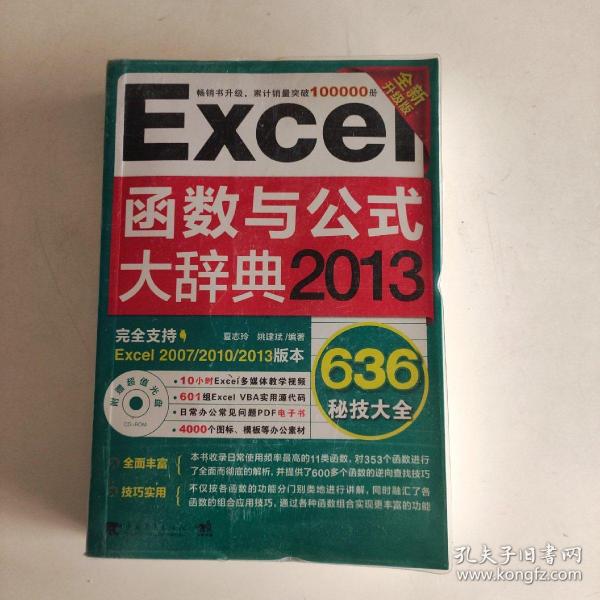 畅销书升级，累计销量突破100000册
全新
升级版
Excel
函数与公式
大辞典2013
完全支持
夏志玲 姚建斌/编著
Excel 2007/2010/2013版本
636
秘技大全
附赠超值光盘
CD-ROM
• 10小时Excel多媒体教学视频
• 601组Excel VBA实用源代码
• 日常办公常见问题PDF电子书
• 4000个图标、模板等办公素材
全面丰富
本书收录日常使用频率最高的11类函数，对353个函数进行
了全面而彻底的解析，并提供了600多个函数的逆向查找技巧
技巧实用
不仅按各函数的功能分门别类地进行讲解，同时融汇了各
函数的组合应用技巧，通过各种函数组合实现更丰富的功能
孔夫子旧书网
www.kongfz.com